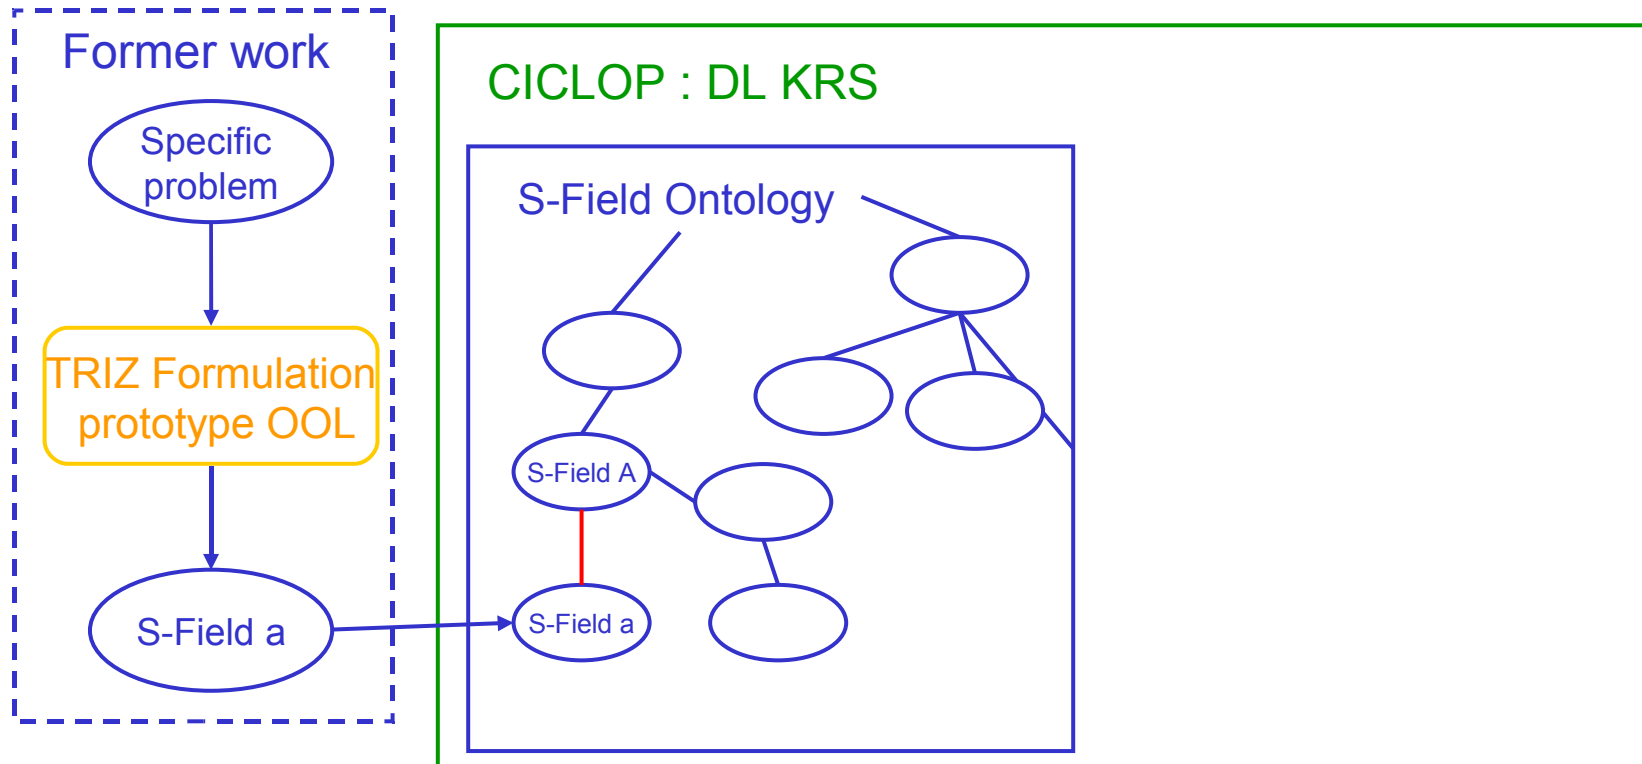 Former work
Specific
problem
TRIZ Formulation
prototype OOL
S-Field a
CICLOP : DL KRS
S-Field Ontology
S-Field A
S-Field a